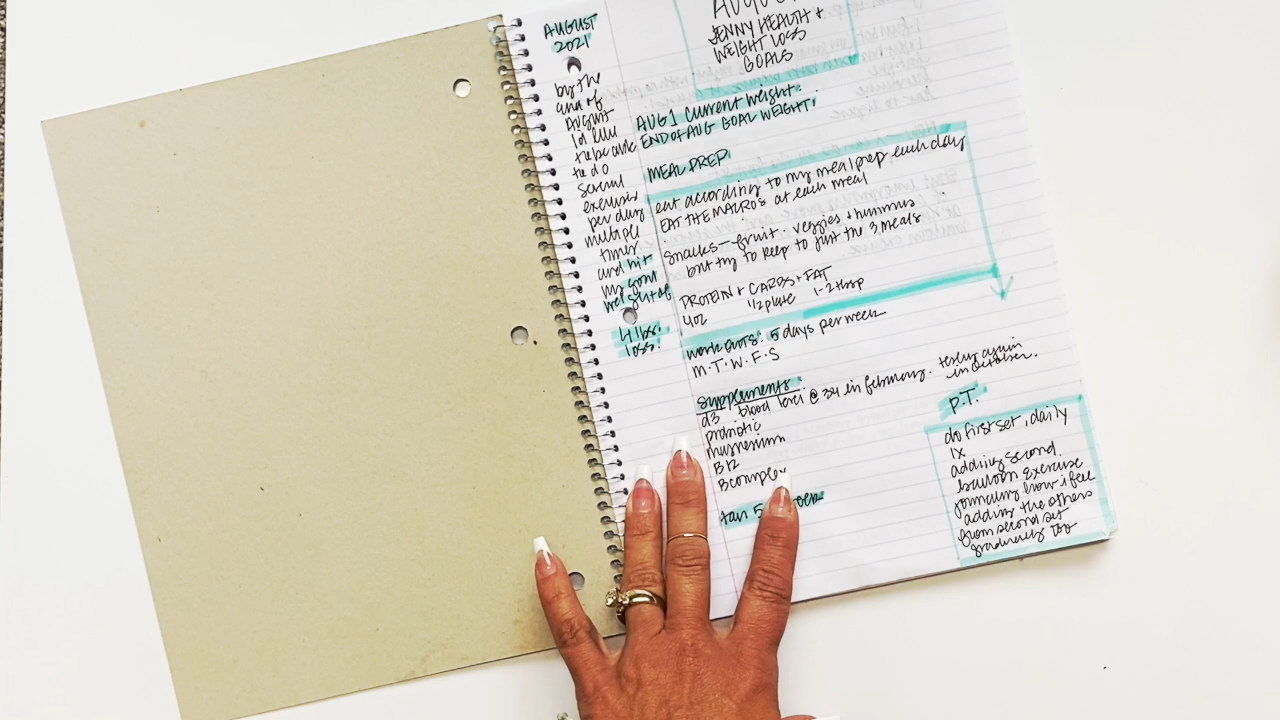 AUGUST
2021
by the
end of
August
to be able
to do
several
exercises
per day
multiple
times
and hit
my goal
weight of
4 lbs.
loss.
AUGUST
JENNY HEALTH +
WEIGHT LOSS
GOALS
AUG 1 current weight:
END OF AUG GOAL WEIGHT:
MEAL PREP
eat according to my meal prep each day
EAT THE MACROS at each meal
snacks - fruit · veggies + hummus
but try to keep to just the 3 meals
PROTEIN + CARBS + FAT
4oz 1/2 plate 1-2 tbsp
workouts: 5 days per week
M·T·W·F·S
supplements:
d3 blood level @ 34 in february. testing again
in October.
probiotic
magnesium
B12
B complex
tan 5
P.T.
do first set, daily
1x
adding second
balloon exercise
journaling how i feel
adding the others
from second set
gradually too